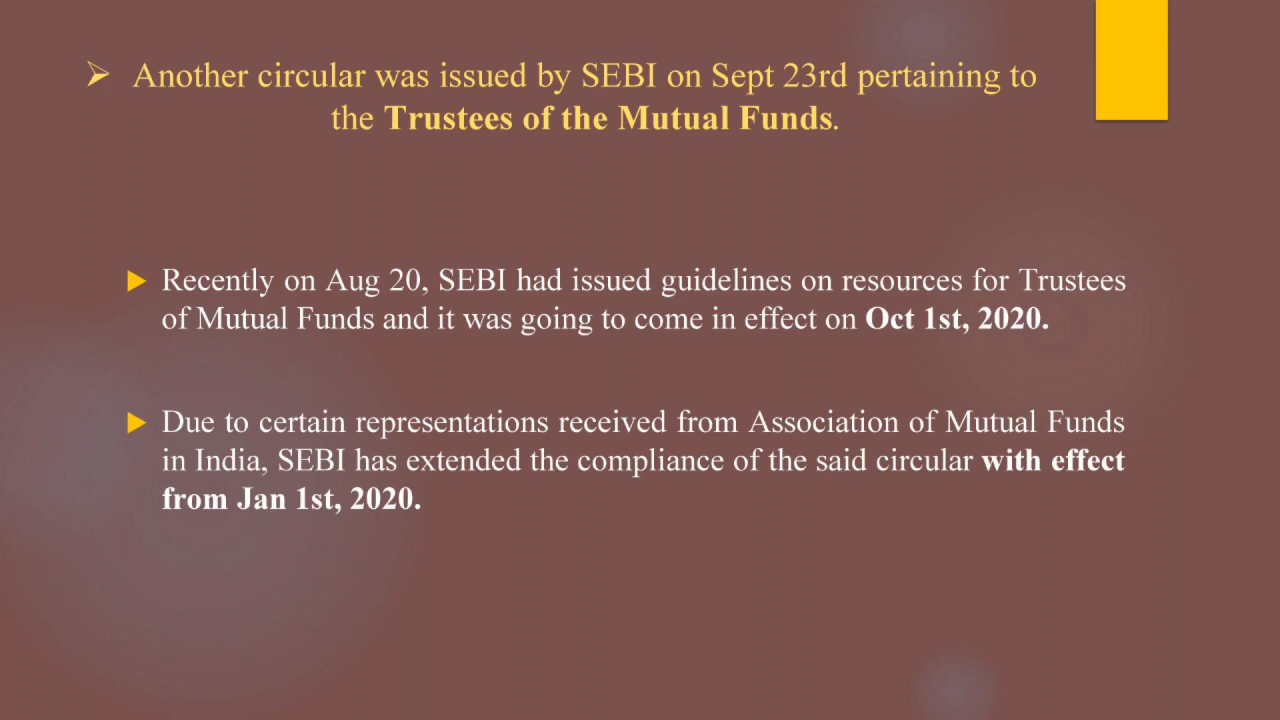 Another circular was issued by SEBI on Sept 23rd pertaining to
the Trustees of the Mutual Funds.
Recently on Aug 20, SEBI had issued guidelines on resources for Trustees
of Mutual Funds and it was going to come in effect on Oct 1st, 2020.
Due to certain representations received from Association of Mutual Funds
in India, SEBI has extended the compliance of the said circular with effect
from Jan 1st, 2020.